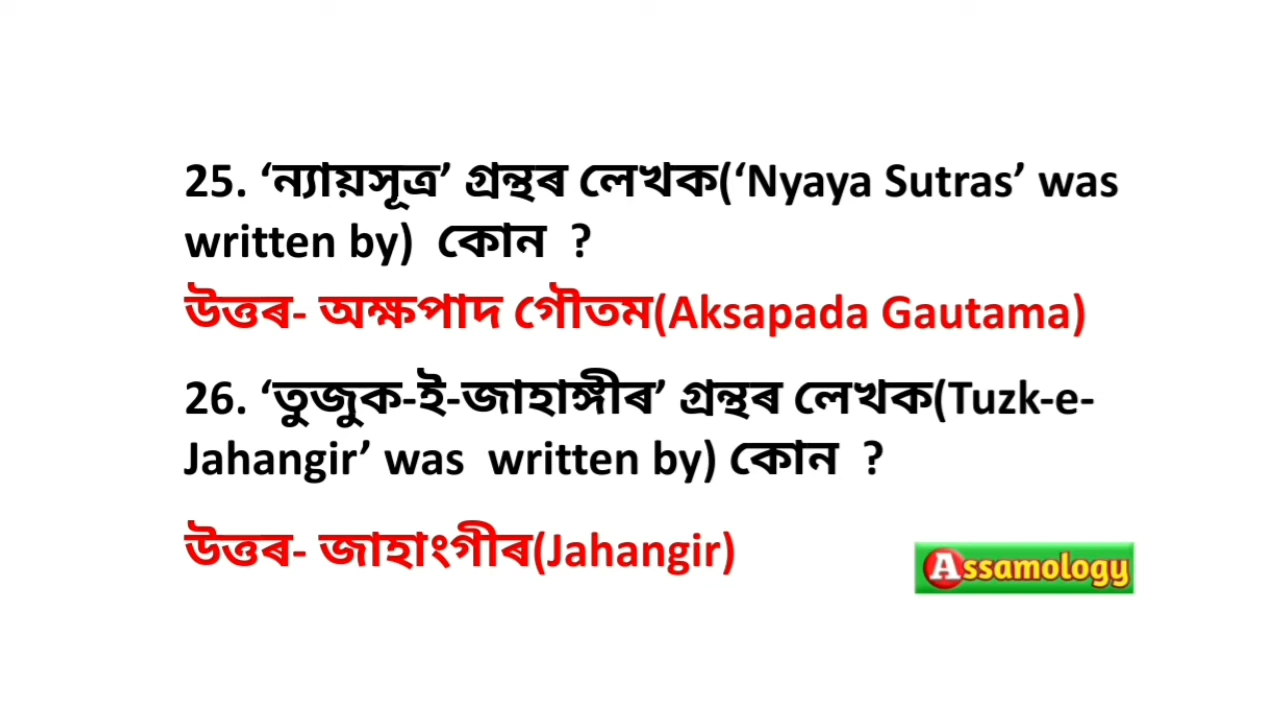 25. ‘ন্যায়সূত্ৰ’ গ্ৰন্থৰ লেখক(‘Nyaya Sutras’ was
written by)  কোন  ?
উত্তৰ- অক্ষপাদ গৌতম(Aksapada Gautama)
26. ‘তুজুক-ই-জাহাঙ্গীৰ’ গ্ৰন্থৰ লেখক(Tuzk-e-
Jahangir’ was  written by) কোন  ?
উত্তৰ- জাহাংগীৰ(Jahangir)
Assamology